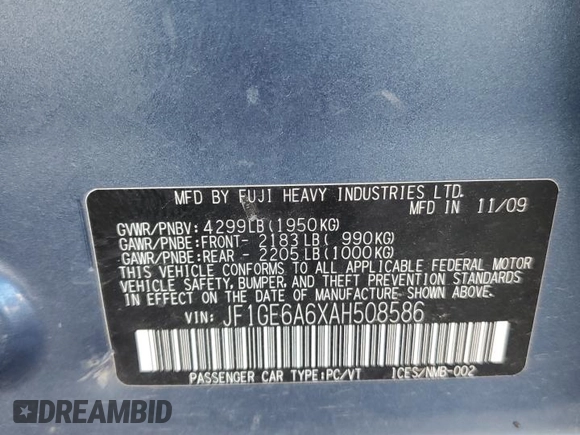 MFD BY FUJI HEAVY INDUSTRIES LTD.
MFD IN 11/09
GVWR/PNBV: 4299LB(1950KG)
GAWR/PNBE:FRONT- 2183LB( 990KG)
GAWR/PNBE:REAR - 2205LB(1000KG)
THIS VEHICLE CONFORMS TO ALL APPLICABLE FEDERAL MOTOR
VEHICLE SAFETY, BUMPER, AND THEFT PREVENTION STANDARDS
IN EFFECT ON THE DATE OF MANUFACTURE SHOWN ABOVE.
VIN: JF1GE6A6XAH508586
PASSENGER CAR TYPE:PC/VT ICES/NMB-002
DREAMBID